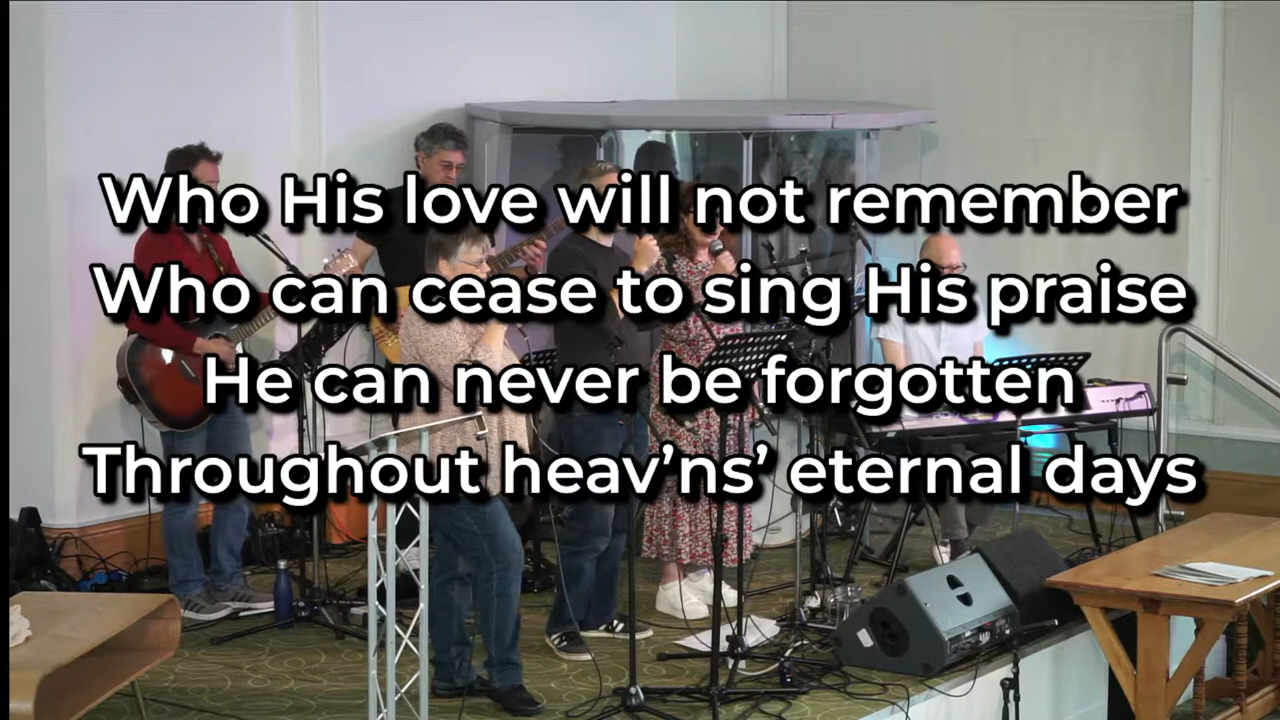 Who His love will not remember
Who can cease to sing His praise
He can never be forgotten
Throughout heav’ns’ eternal days